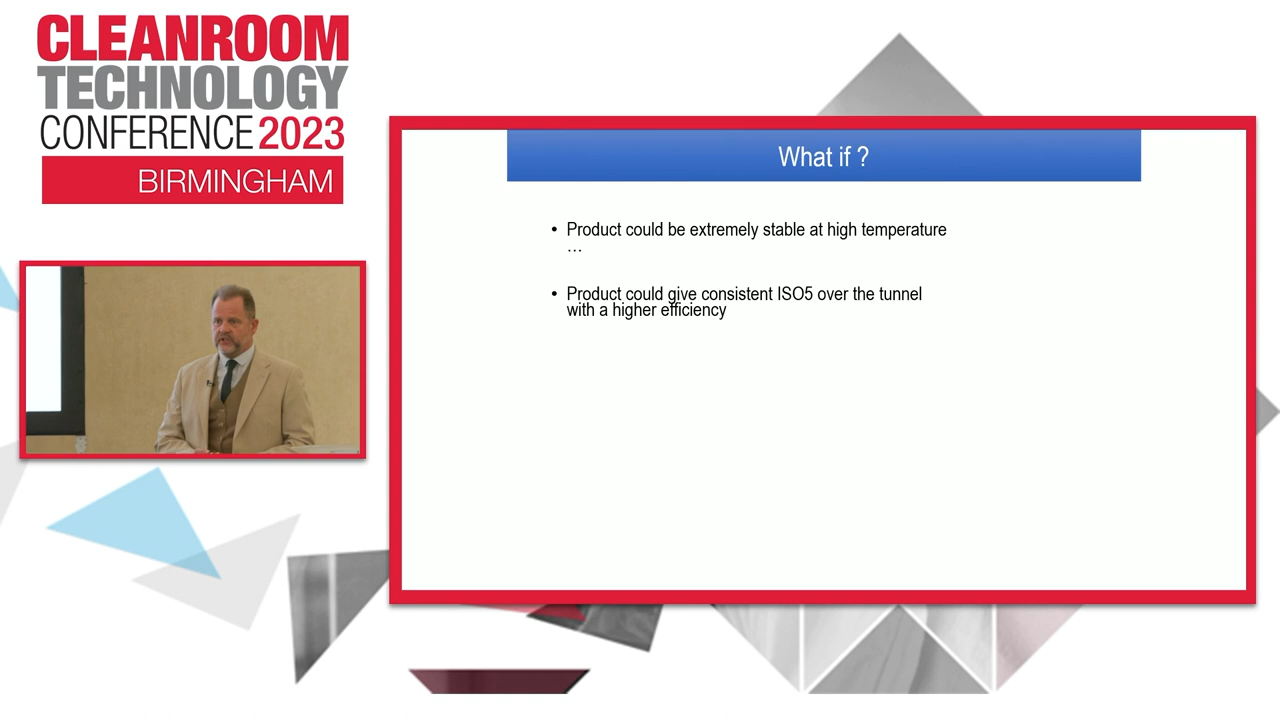 CLEANROOM
TECHNOLOGY
CONFERENCE 2023
BIRMINGHAM
What if ?
• Product could be extremely stable at high temperature
…
• Product could give consistent ISO5 over the tunnel
with a higher efficiency